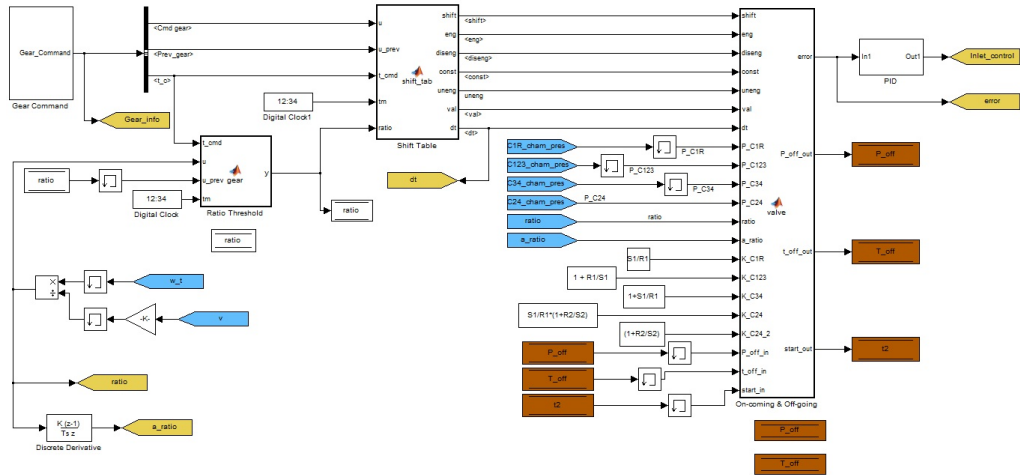 Gear_Command
Gear Command
<Cmd gear>
<Prev_gear>
<t_c>
Gear_info
u
u_prev
t_cmd
tm
ratio
shift_tab
shift
eng
diseng
const
uneng
val
dt
Shift Table
12:34
Digital Clock1
<shift>
<eng>
<diseng>
<const>
uneng
<val>
<dt>
dt
t_cmd
u
u_prev
tm
gear
y
Ratio Threshold
ratio
12:34
Digital Clock
ratio
ratio
w_t
-K-
v
×
÷
ratio
K (z-1)
Ts z
Discrete Derivative
a_ratio
C1R_cham_pres
P_C1R
C123_cham_pres
P_C123
C34_cham_pres
P_C34
C24_cham_pres
P_C24
ratio
ratio
a_ratio
S1/R1
1 + R1/S1
1+S1/R1
S1/R1*(1+R2/S2)
(1+R2/S2)
P_off
T_off
t2
shift
eng
diseng
const
uneng
val
dt
P_C1R
P_C123
P_C34
P_C24
ratio
a_ratio
K_C1R
K_C123
K_C34
K_C24
K_C24_2
P_off_in
t_off_in
start_in
valve
error
P_off_out
t_off_out
start_out
On-coming & Off-going
In1
Out1
PID
Inlet_control
error
P_off
T_off
t2
P_off
T_off